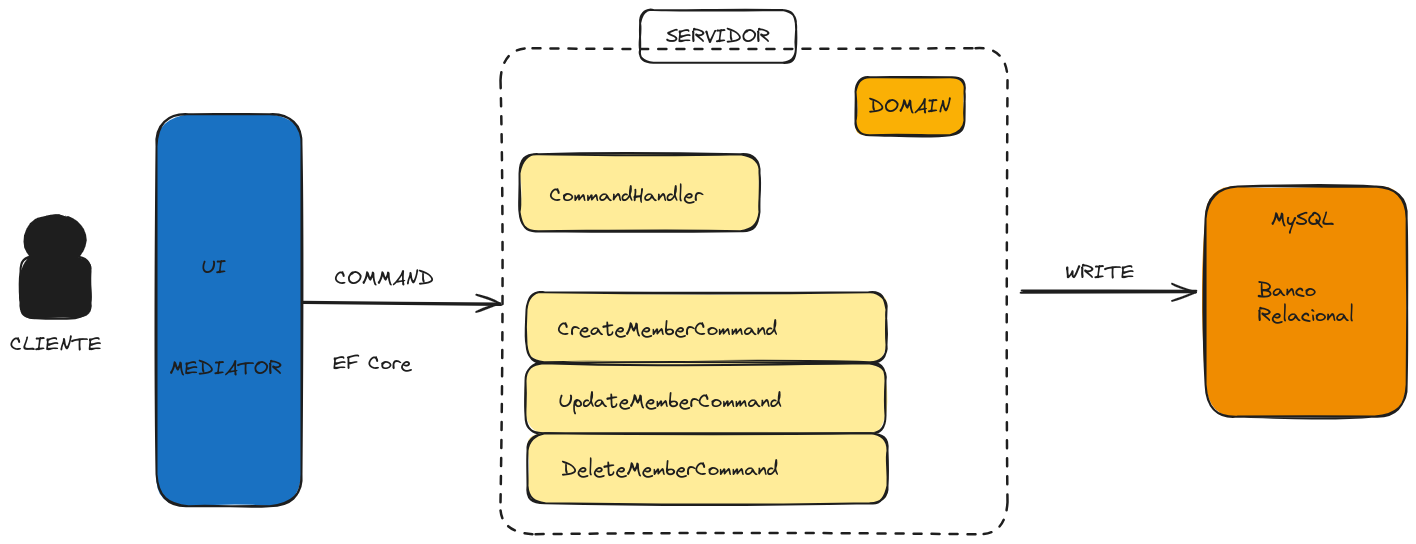 SERVIDOR
DOMAIN
CommandHandler
MySQL
UI
COMMAND
WRITE
Banco
Relacional
CreateMemberCommand
CLIENTE
MEDIATOR
EF Core
UpdateMemberCommand
DeleteMemberCommand